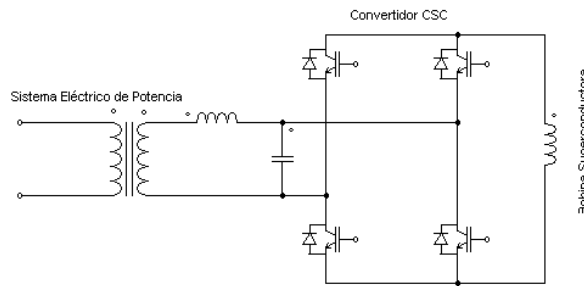 Convertidor CSC
Sistema Eléctrico de Potencia
Bobina Superconductora